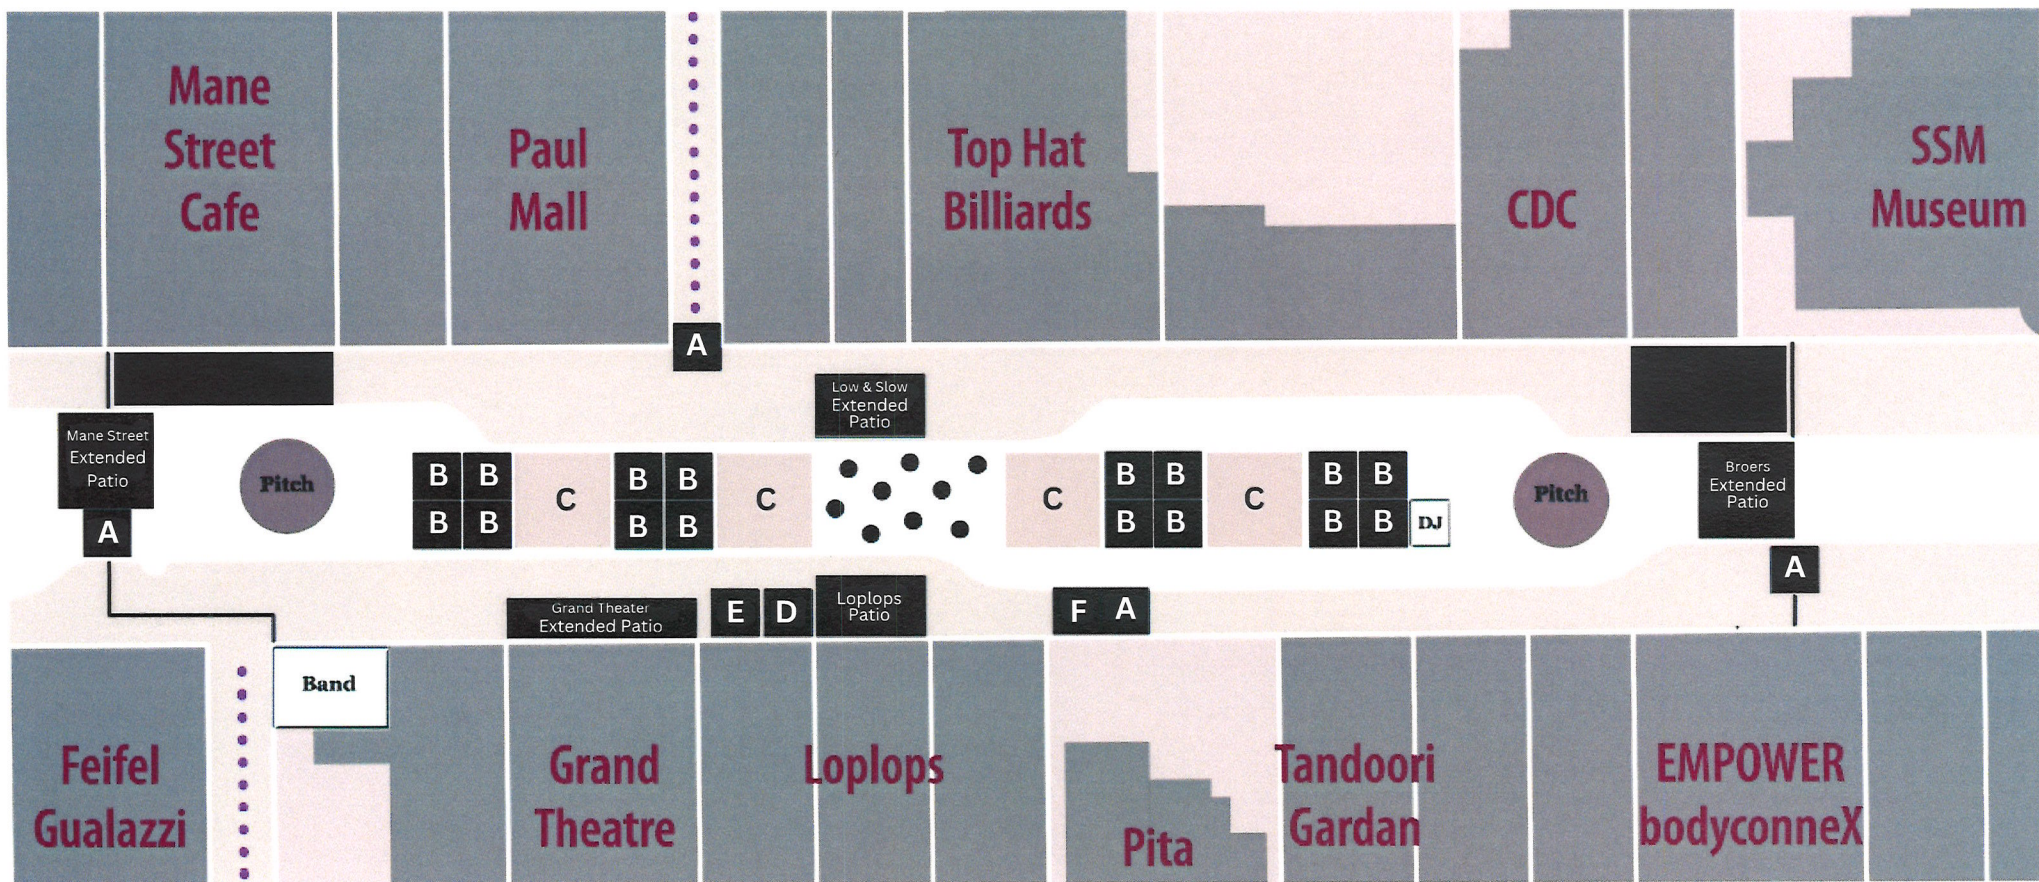 Mane
Street
Cafe
Paul
Mall
Top Hat
Billiards
CDC
SSM
Museum
A
Low & Slow
Extended
Patio
Mane Street
Extended
Patio
A
Pitch
B B
B B
C
B B
B B
C
C
B B
B B
C
B B
B B
DJ
Pitch
Broers
Extended
Patio
A
Grand Theater
Extended Patio
E
D
Loplops
Patio
F A
Band
Feifel
Gualazzi
Grand
Theatre
Loplops
Pita
Tandoori
Gardan
EMPOWER
bodyconneX